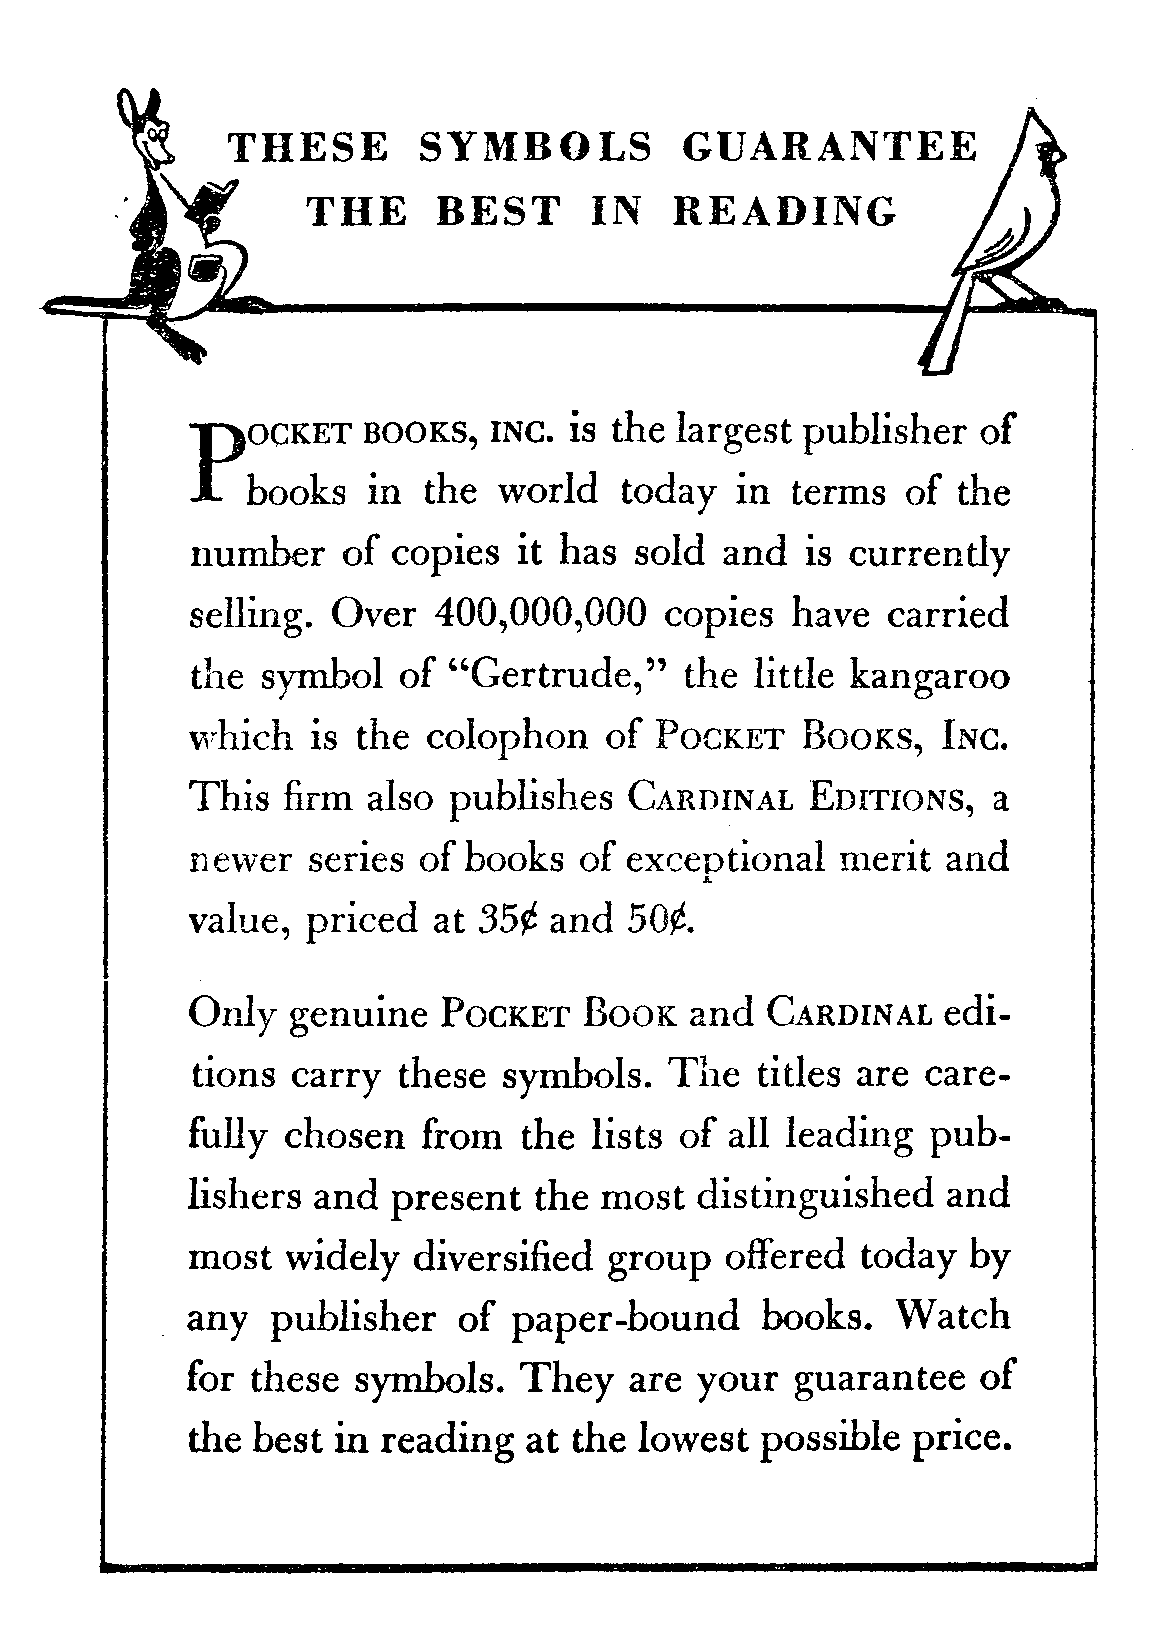 THESE SYMBOLS GUARANTEE
THE BEST IN READING
POCKET BOOKS, INC. is the largest publisher of
books in the world today in terms of the
number of copies it has sold and is currently
selling. Over 400,000,000 copies have carried
the symbol of “Gertrude,” the little kangaroo
which is the colophon of POCKET BOOKS, INC.
This firm also publishes CARDINAL EDITIONS, a
newer series of books of exceptional merit and
value, priced at 35¢ and 50¢.
Only genuine POCKET BOOK and CARDINAL edi-
tions carry these symbols. The titles are care-
fully chosen from the lists of all leading pub-
lishers and present the most distinguished and
most widely diversified group offered today by
any publisher of paper-bound books. Watch
for these symbols. They are your guarantee of
the best in reading at the lowest possible price.